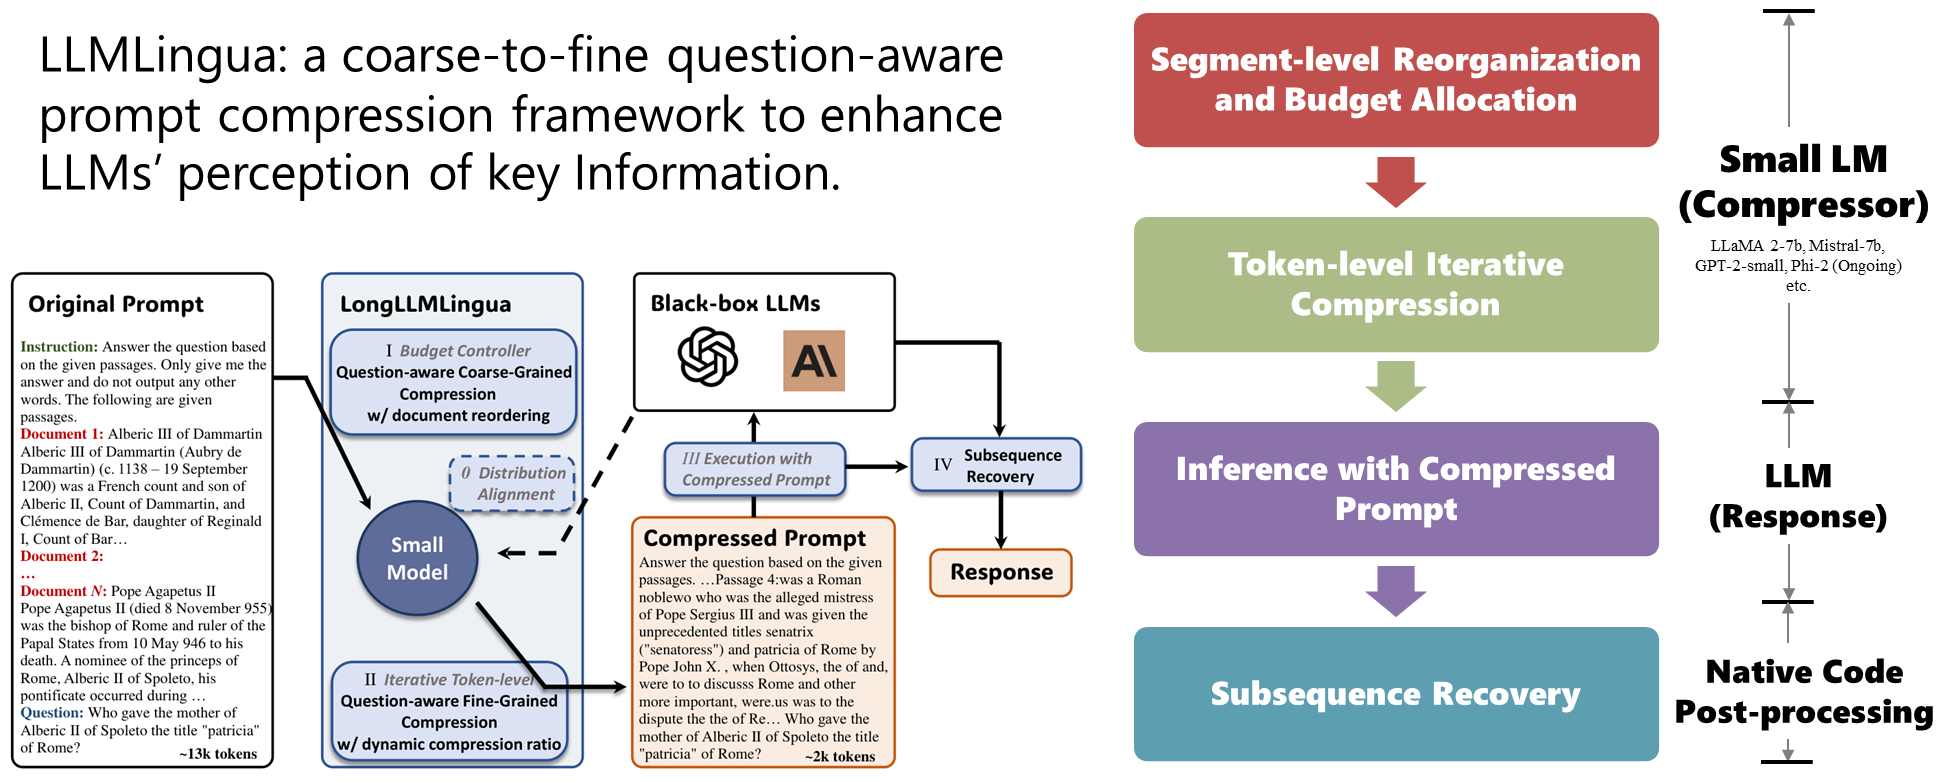 LLMLingua: a coarse-to-fine question-aware
prompt compression framework to enhance
LLMs’ perception of key Information.
Original Prompt
Instruction: Answer the question based
on the given passages. Only give me the
answer and do not output any other
words. The following are given
passages.
Document 1: Alberic III of Dammartin
Alberic III of Dammartin (Aubry de
Dammartin) (c. 1138 – 19 September
1200) was a French count and son of
Alberic II, Count of Dammartin, and
Clémence de Bar, daughter of Reginald
I, Count of Bar…
Document 2:
…
Document N: Pope Agapetus II
Pope Agapetus II (died 8 November 955)
was the bishop of Rome and ruler of the
Papal States from 10 May 946 to his
death. A nominee of the princeps of
Rome, Alberic II of Spoleto, his
pontificate occurred during …
Question: Who gave the mother of
Alberic II of Spoleto the title "patricia"
of Rome?
~13k tokens
LongLLMLingua
I Budget Controller
Question-aware Coarse-Grained
Compression
w/ document reordering
0 Distribution
Alignment
Small
Model
II Iterative Token-level
Question-aware Fine-Grained
Compression
w/ dynamic compression ratio
Black-box LLMs
III Execution with
Compressed Prompt
Compressed Prompt
Answer the question based on the given
passages. …Passage 4:was a Roman
noblewo who was the alleged mistress
of Pope Sergius III and was given the
unprecedented titles senatrix
("senatoress") and patricia of Rome by
Pope John X. , when Ottosys, the of and,
were to to discusss Rome and other
more important, were.us was to the
dispute the the of Re… Who gave the
mother of Alberic II of Spoleto the title
"patricia" of Rome?
~2k tokens
IV Subsequence
Recovery
Response
Segment-level Reorganization
and Budget Allocation
Token-level Iterative
Compression
Inference with Compressed
Prompt
Subsequence Recovery
Small LM
(Compressor)
LLaMA 2-7b, Mistral-7b,
GPT-2-small, Phi-2 (Ongoing)
etc.
LLM
(Response)
Native Code
Post-processing